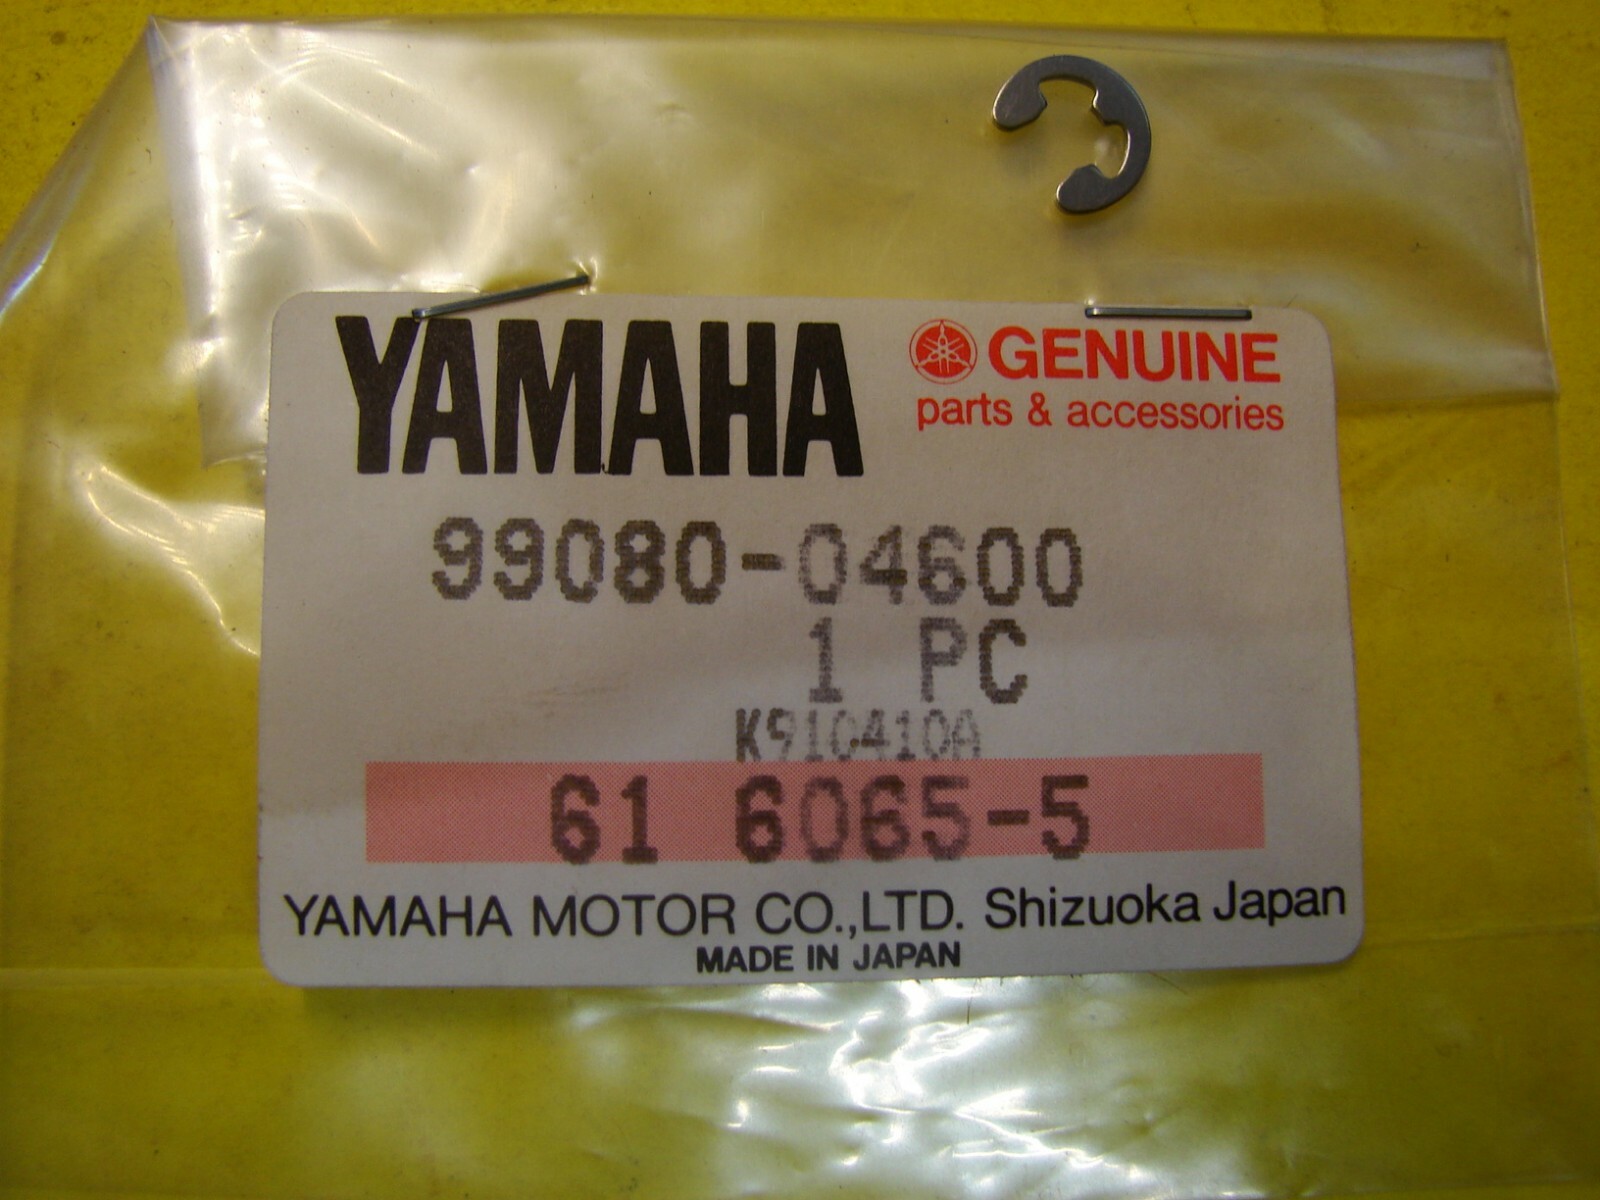 YAMAHA
GENUINE
parts & accessories
99080-04600
1 PC
K910410A
61 6065-5
YAMAHA MOTOR CO.,LTD. Shizuoka Japan
MADE IN JAPAN